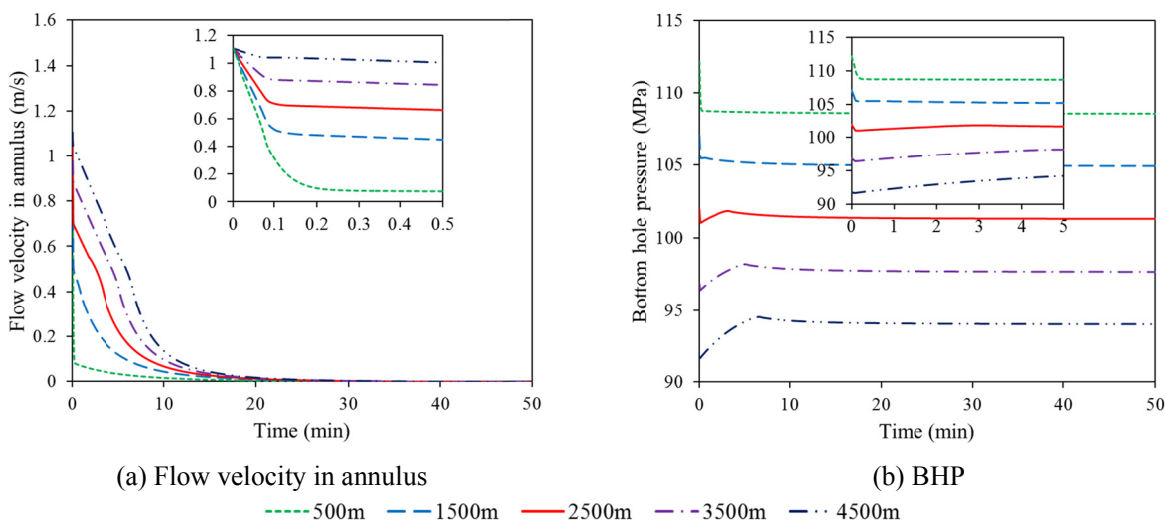 1.6
1.4
1.2
1
0.8
0.6
0.4
0.2
0
0 10 20 30 40 50
Flow velocity in annulus (m/s)
Time (min)
1.2
1
0.8
0.6
0.4
0.2
0
0 0.1 0.2 0.3 0.4 0.5
(a) Flow velocity in annulus
115
110
105
100
95
90
0 10 20 30 40 50
Bottom hole pressure (MPa)
Time (min)
115
110
105
100
95
90
0 1 2 3 4 5
(b) BHP
500m 1500m 2500m 3500m 4500m